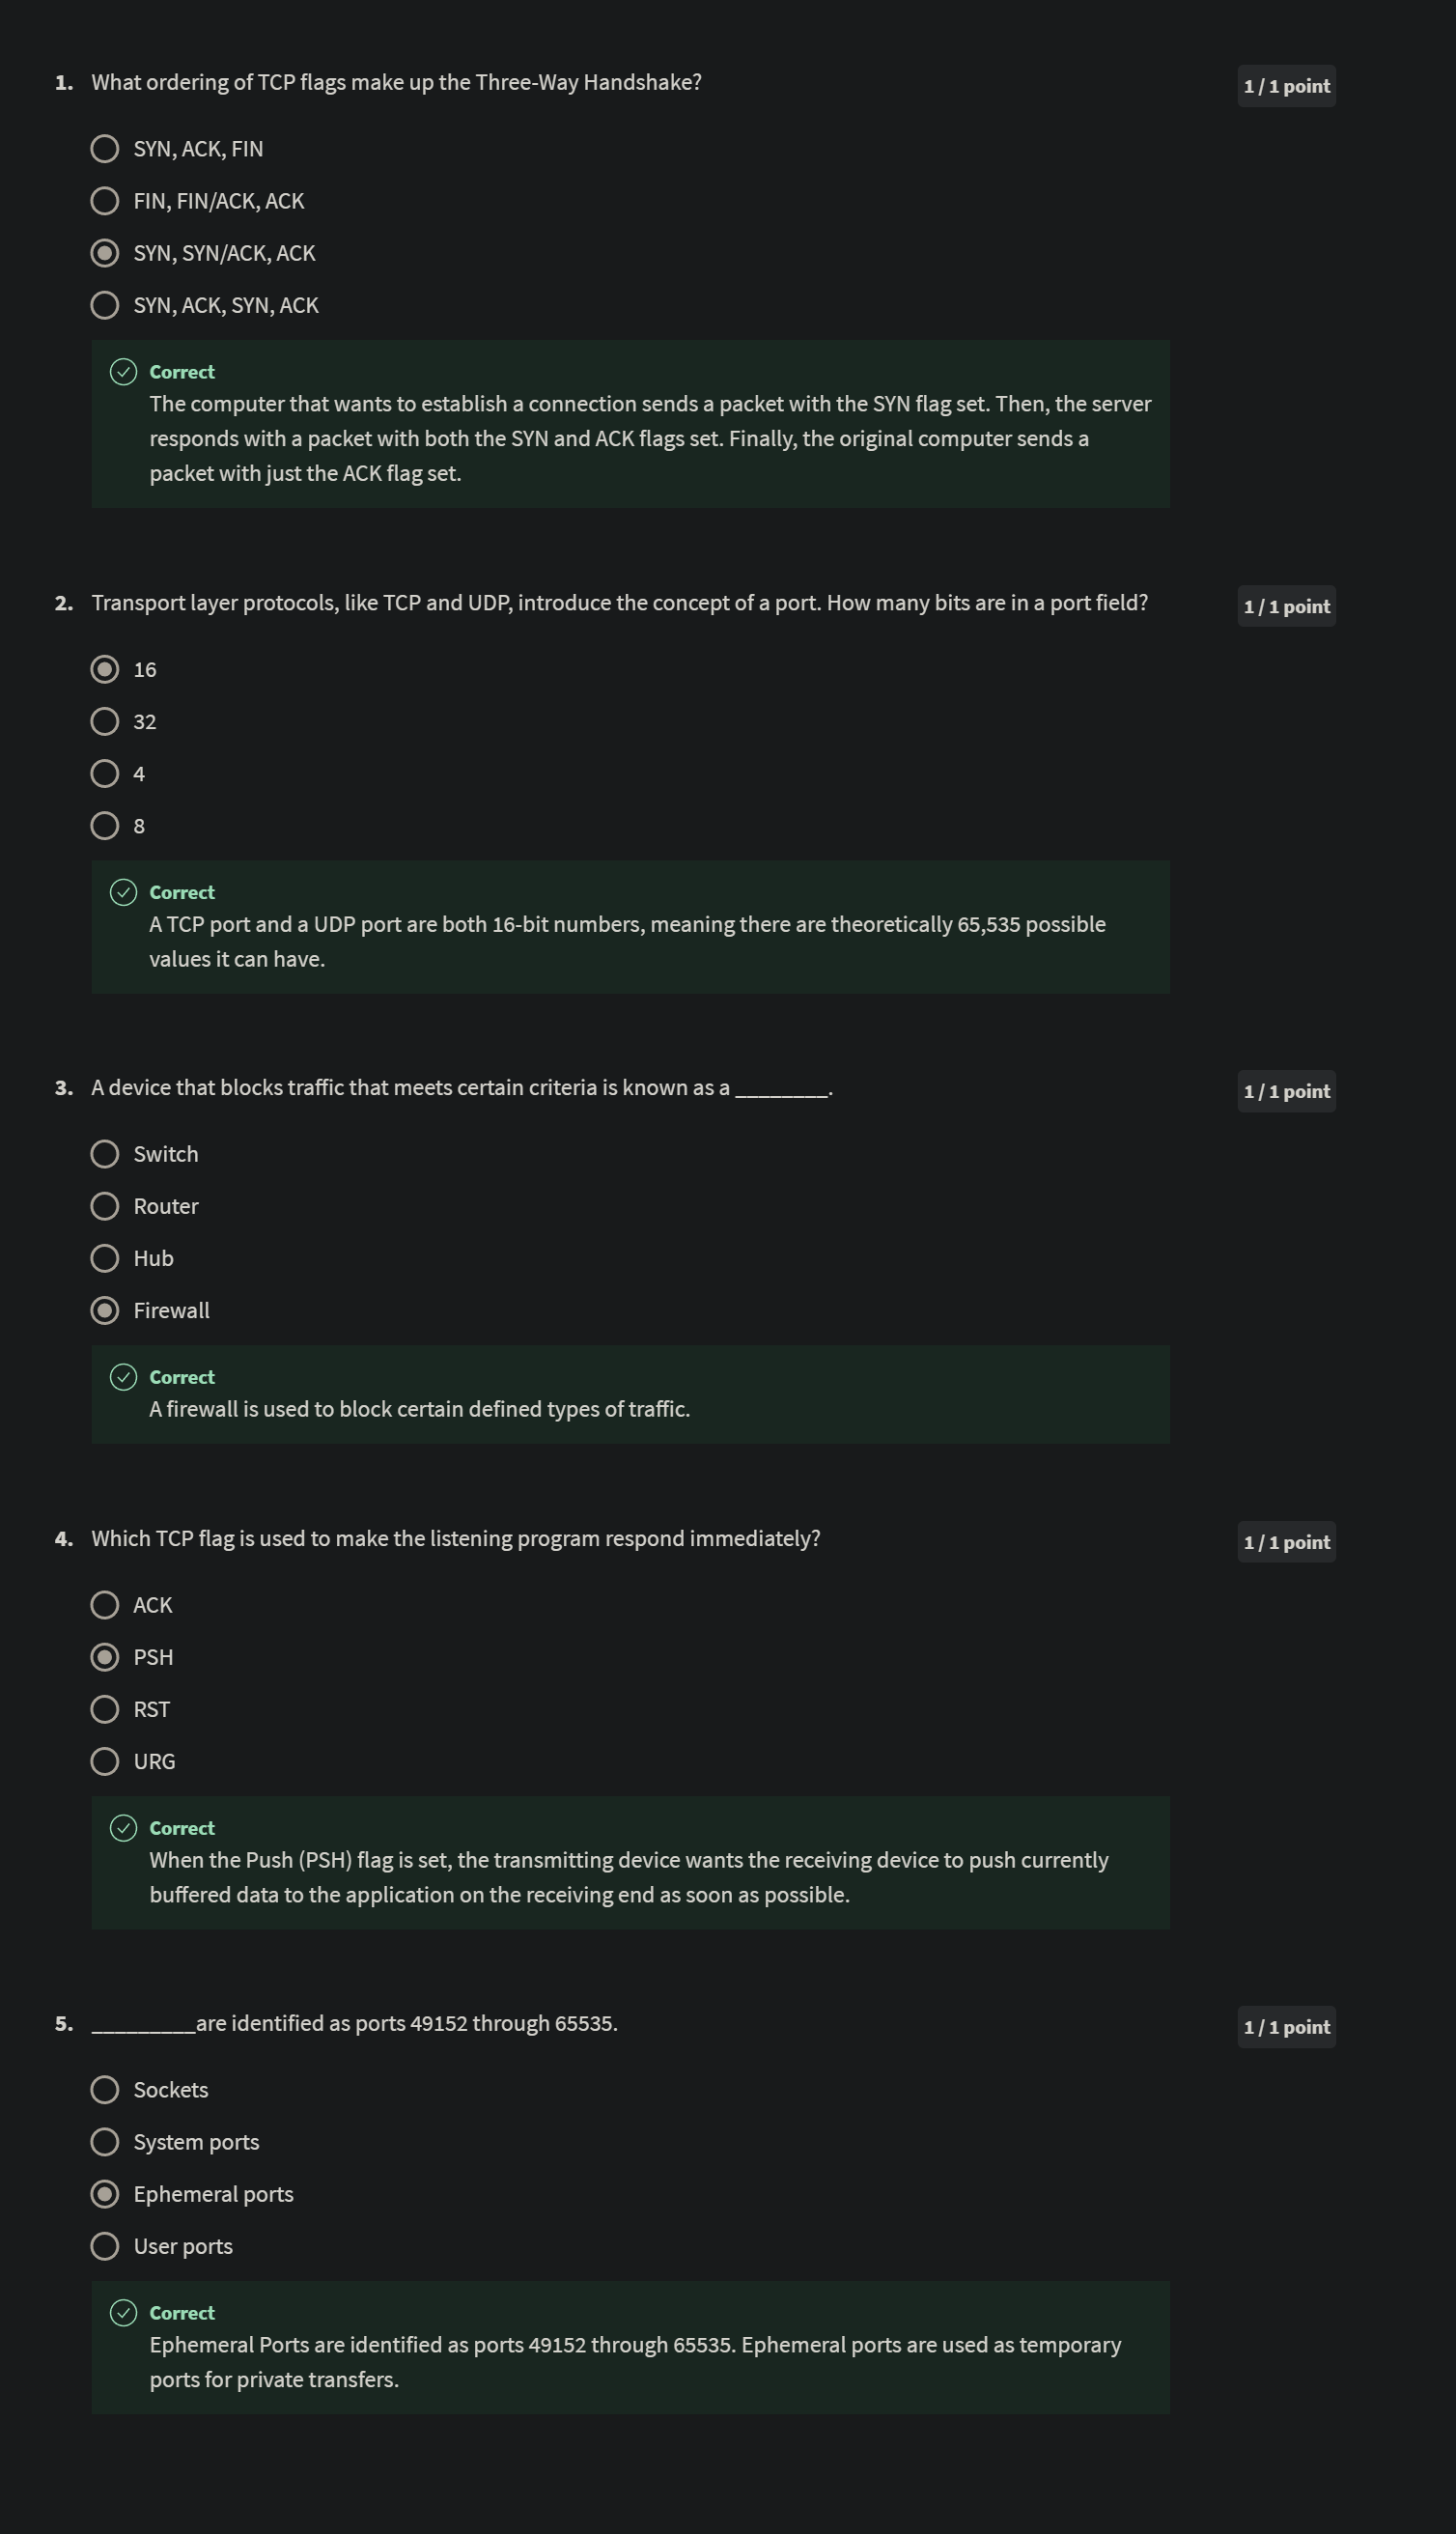 1. What ordering of TCP flags make up the Three-Way Handshake?
1 / 1 point
SYN, ACK, FIN
FIN, FIN/ACK, ACK
SYN, SYN/ACK, ACK
SYN, ACK, SYN, ACK
Correct
The computer that wants to establish a connection sends a packet with the SYN flag set. Then, the server
responds with a packet with both the SYN and ACK flags set. Finally, the original computer sends a
packet with just the ACK flag set.
2. Transport layer protocols, like TCP and UDP, introduce the concept of a port. How many bits are in a port field?
1 / 1 point
16
32
4
8
Correct
A TCP port and a UDP port are both 16-bit numbers, meaning there are theoretically 65,535 possible
values it can have.
3. A device that blocks traffic that meets certain criteria is known as a ________.
1 / 1 point
Switch
Router
Hub
Firewall
Correct
A firewall is used to block certain defined types of traffic.
4. Which TCP flag is used to make the listening program respond immediately?
1 / 1 point
ACK
PSH
RST
URG
Correct
When the Push (PSH) flag is set, the transmitting device wants the receiving device to push currently
buffered data to the application on the receiving end as soon as possible.
5. _________are identified as ports 49152 through 65535.
1 / 1 point
Sockets
System ports
Ephemeral ports
User ports
Correct
Ephemeral Ports are identified as ports 49152 through 65535. Ephemeral ports are used as temporary
ports for private transfers.